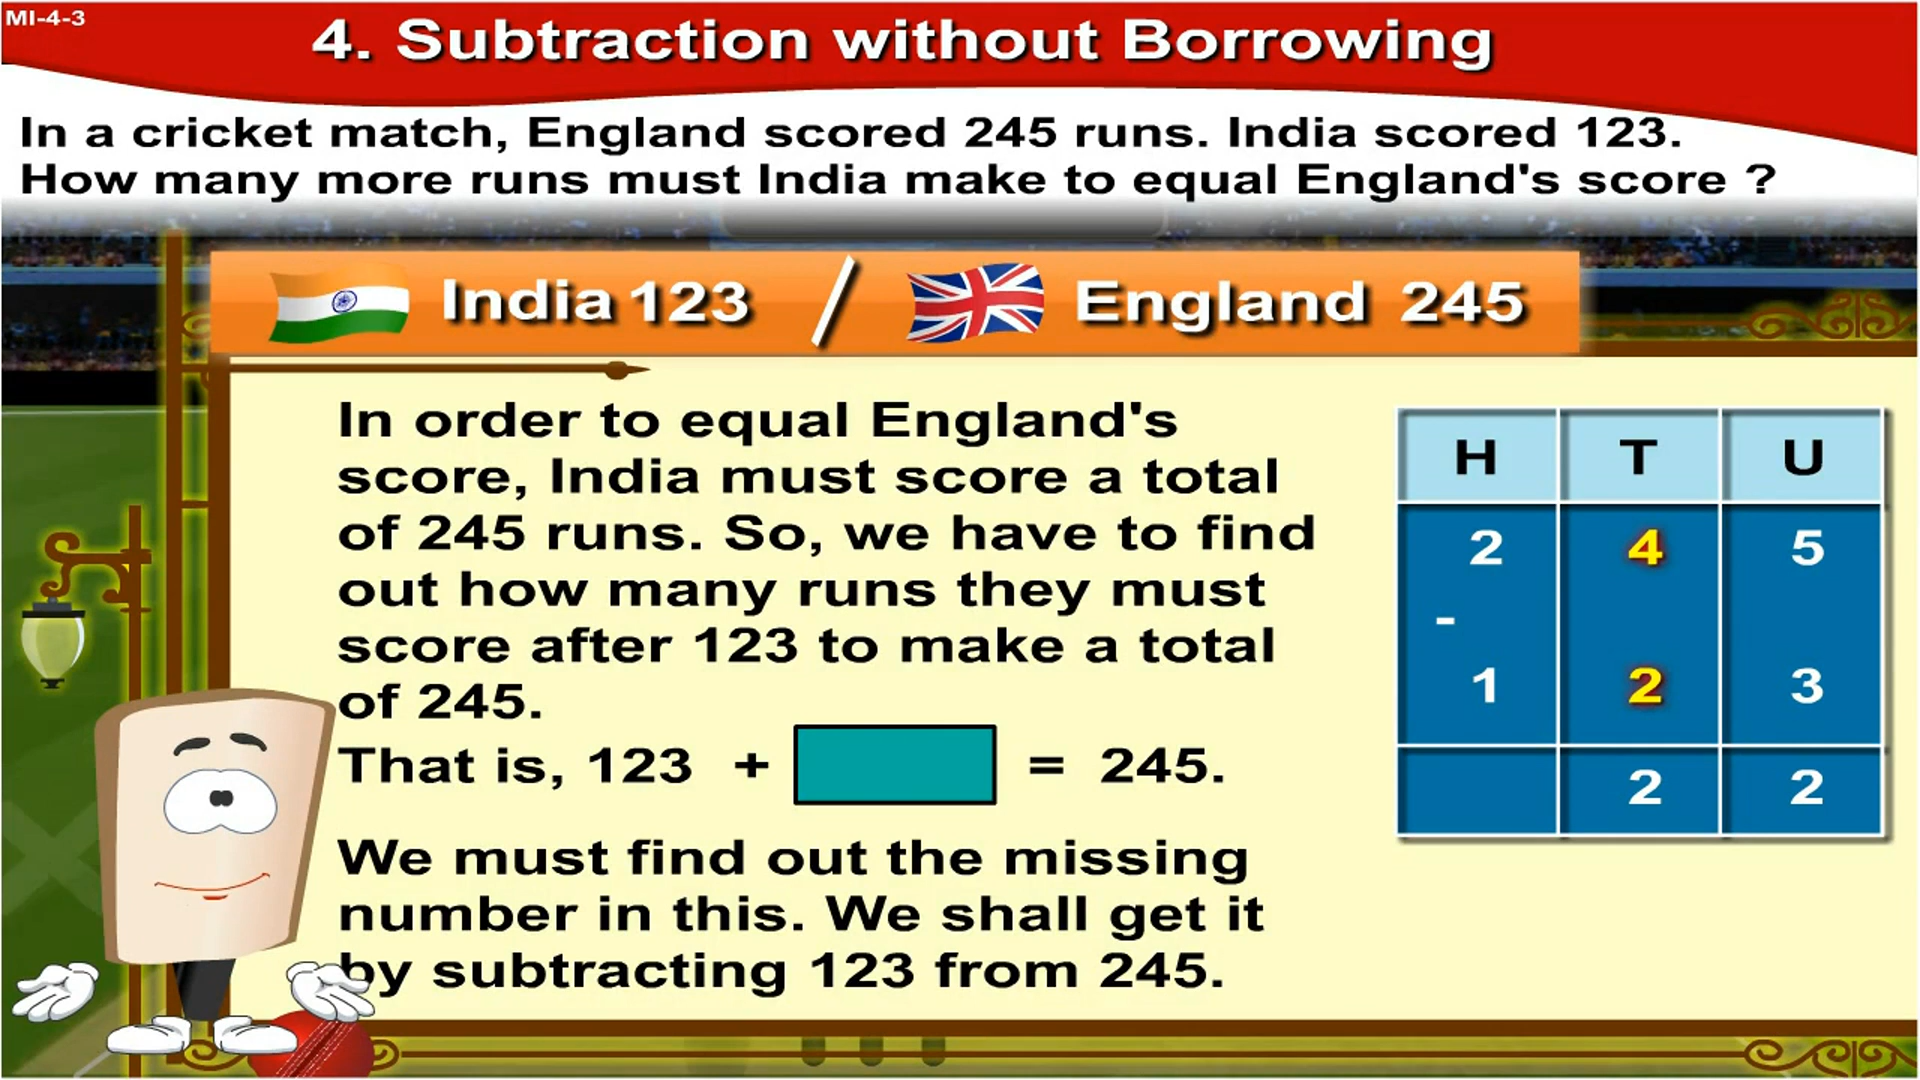 MI-4-3
4. Subtraction without Borrowing
In a cricket match, England scored 245 runs. India scored 123.
How many more runs must India make to equal England's score ?
India 123 / England 245
In order to equal England's
score, India must score a total
of 245 runs. So, we have to find
out how many runs they must
score after 123 to make a total
of 245.
That is, 123 + = 245.
We must find out the missing
number in this. We shall get it
by subtracting 123 from 245.
H T U
2 4 5
-
1 2 3
2 2